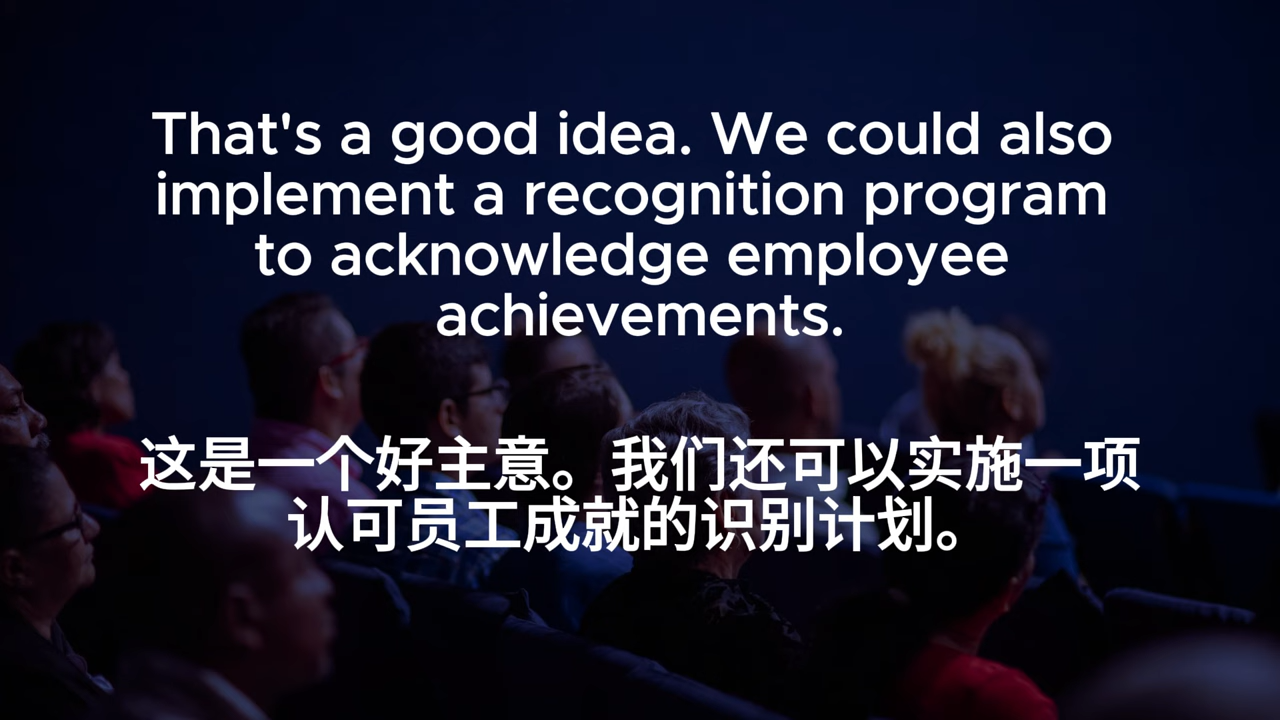 That's a good idea. We could also
implement a recognition program
to acknowledge employee
achievements.
这是一个好主意。我们还可以实施一项
认可员工成就的识别计划。